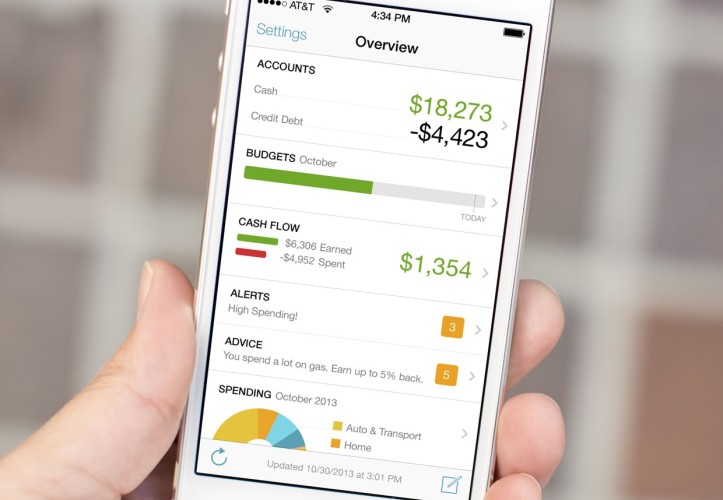 AT&T
4:34 PM
Settings
Overview
ACCOUNTS
Cash
$18,273
Credit Debt
-$4,423
BUDGETS October
TODAY
CASH FLOW
$6,306 Earned
-$4,952 Spent
$1,354
ALERTS
High Spending!
3
ADVICE
You spend a lot on gas. Earn up to 5% back.
5
SPENDING October 2013
Auto & Transport
Home
Updated 10/30/2013 at 3:01 PM